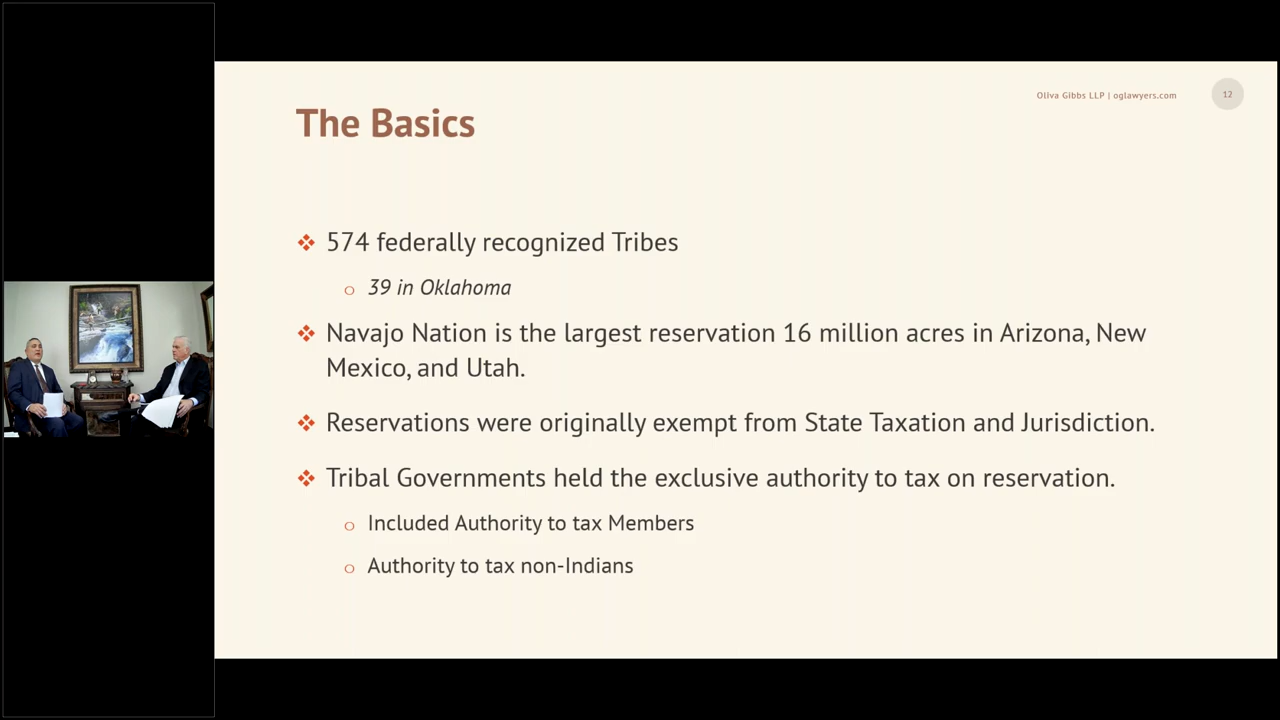 Oliva Gibbs LLP | oglawyers.com
12
The Basics
574 federally recognized Tribes
39 in Oklahoma
Navajo Nation is the largest reservation 16 million acres in Arizona, New
Mexico, and Utah.
Reservations were originally exempt from State Taxation and Jurisdiction.
Tribal Governments held the exclusive authority to tax on reservation.
Included Authority to tax Members
Authority to tax non-Indians